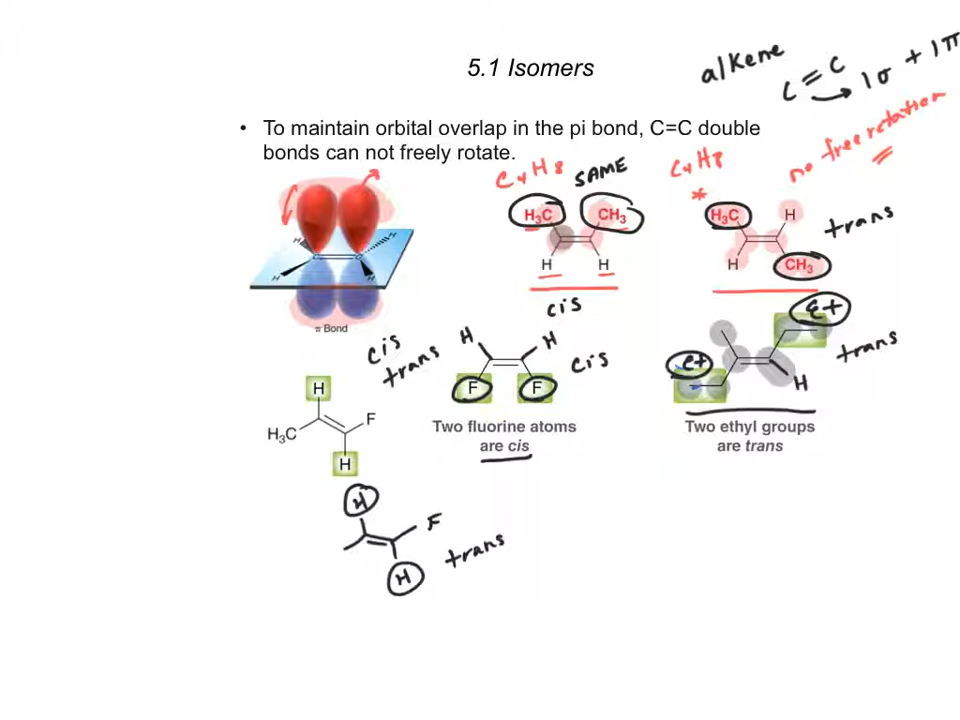 5.1 Isomers
alkene
C=C → 1σ + 1π
• To maintain orbital overlap in the pi bond, C=C double
bonds can not freely rotate.
no free rotation
C4H8 SAME C4H8
*
H3C CH3 H3C H
H H H CH3
trans
H H
C C
H H
π Bond
cis
cis
trans
H H cis
F F
Et
Et
H
trans
H
F
H3C
H
Two fluorine atoms
are cis
Two ethyl groups
are trans
H
F
H
trans